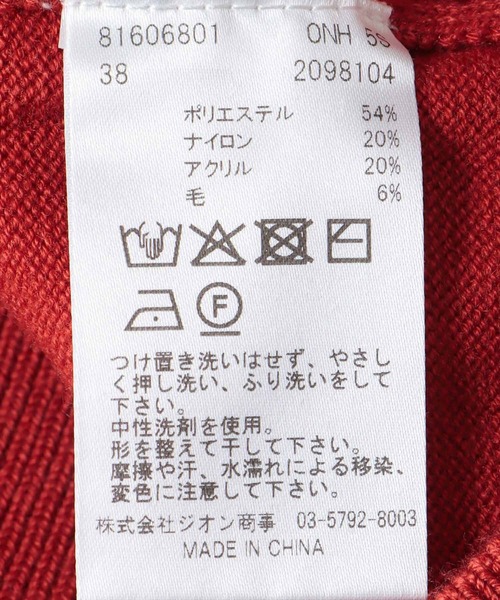 81606801 ONH 5S
38 2098104
ポリエステル 54%
ナイロン 20%
アクリル 20%
毛 6%
F
つけ置き洗いはせず、やさし
く押し洗い、ふり洗いをして
下さい。
中性洗剤を使用。
形を整えて干して下さい。
摩擦や汗、水濡れによる移染、
変色に注意して下さい。
株式会社ジオン商事 03-5792-8003
MADE IN CHINA